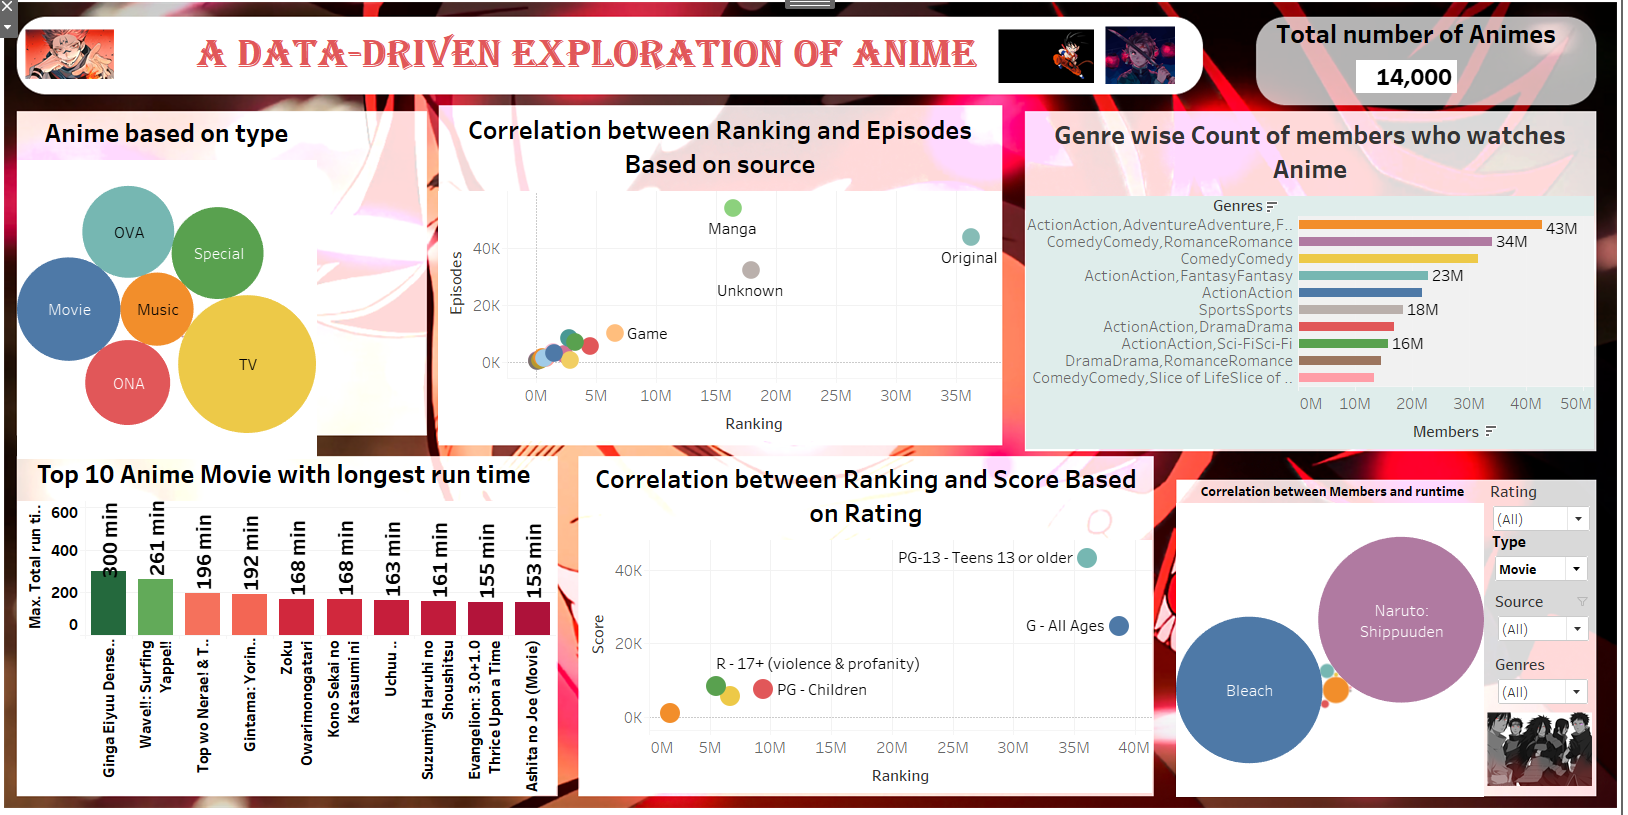 A DATA-DRIVEN EXPLORATION OF ANIME
Total number of Animes
14,000
Anime based on type
OVA
Special
Movie
Music
TV
ONA
Correlation between Ranking and Episodes
Based on source
Episodes
40K
20K
0K
Manga
Original
Unknown
Game
0M 5M 10M 15M 20M 25M 30M 35M
Ranking
Genre wise Count of members who watches
Anime
Genres
ActionAction,AdventureAdventure,F.. 43M
ComedyComedy,RomanceRomance 34M
ComedyComedy
ActionAction,FantasyFantasy 23M
ActionAction
SportsSports 18M
ActionAction,DramaDrama
ActionAction,Sci-FiSci-Fi 16M
DramaDrama,RomanceRomance
ComedyComedy,Slice of LifeSlice of ..
0M 10M 20M 30M 40M 50M
Members
Top 10 Anime Movie with longest run time
Max. Total run ti..
600
400
200
0
300 min
261 min
196 min
192 min
168 min
168 min
163 min
161 min
155 min
153 min
Ginga Eiyuu Dense..
Wave!!: Surfing
Yappe!!
Top wo Nerae! & T..
Gintama: Yorin..
Zoku
Owarimonogatari
Kono Sekai no
Katasumi ni
Uchuu ..
Suzumiya Haruhi no
Shoushitsu
Evangelion: 3.0+1.0
Thrice Upon a Time
Ashita no Joe (Movie)
Correlation between Ranking and Score Based
on Rating
Score
40K
20K
0K
PG-13 - Teens 13 or older
G - All Ages
R - 17+ (violence & profanity)
PG - Children
0M 5M 10M 15M 20M 25M 30M 35M 40M
Ranking
Correlation between Members and runtime
Naruto:
Shippuuden
Bleach
Rating
(All)
Type
Movie
Source
(All)
Genres
(All)